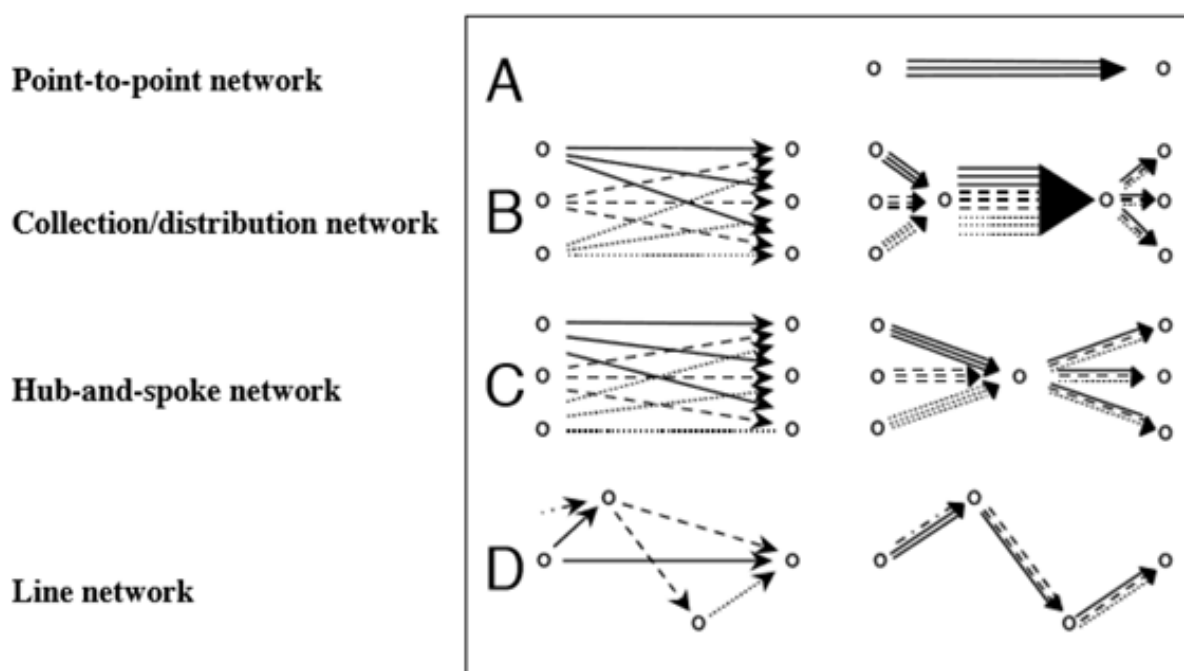 Point-to-point network
A
Collection/distribution network
B
Hub-and-spoke network
C
Line network
D